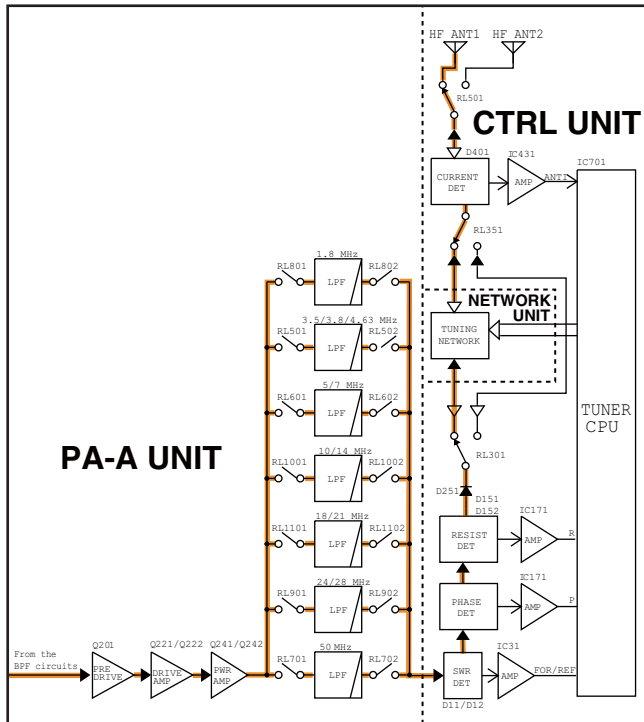 HF ANT1
HF ANT2
RL501
CTRL UNIT
D401
IC431
IC701
CURRENT
DET
AMP
ANTI
RL351
1.8 MHz
RL801
LPF
RL802
3.5/3.8/4.63 MHz
RL501
LPF
RL502
NETWORK
UNIT
TUNING
NETWORK
5/7 MHz
RL601
LPF
RL602
TUNER
CPU
PA-A UNIT
10/14 MHz
RL1001
LPF
RL1002
RL301
D251
D151
D152
18/21 MHz
RL1101
LPF
RL1102
RESIST
DET
IC171
AMP
R
24/28 MHz
RL901
LPF
RL902
PHASE
DET
IC171
AMP
P
From the
BPF circuits
Q201
PRE
DRIVE
Q221/Q222
DRIVE
AMP
Q241/Q242
PWR
AMP
50 MHz
RL701
LPF
RL702
SWR
DET
D11/D12
IC31
AMP
FOR/REF